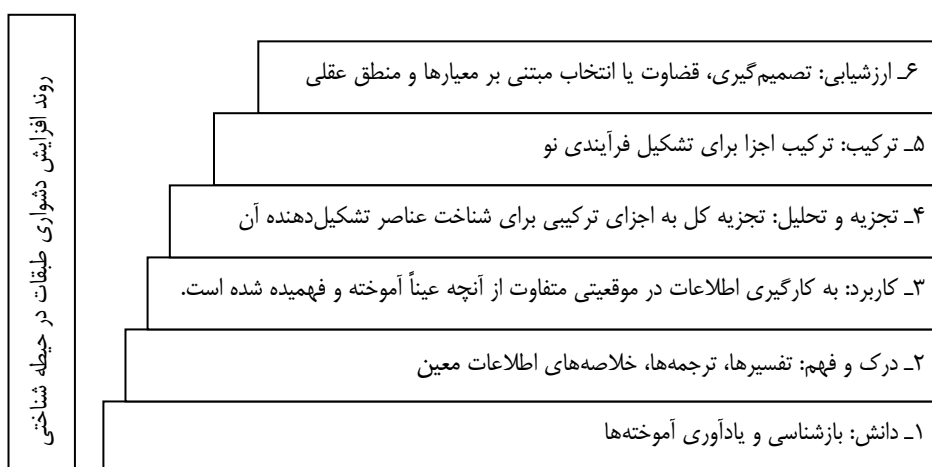 روند افزایش دشواری طبقات در حیطه شناختی
۶ـ ارزشیابی: تصمیم‌گیری، قضاوت یا انتخاب مبتنی بر معیارها و منطق عقلی
۵ـ ترکیب: ترکیب اجزا برای تشکیل فرآیندی نو
۴ـ تجزیه و تحلیل: تجزیه کل به اجزای ترکیبی برای شناخت عناصر تشکیل‌دهنده آن
۳ـ کاربرد: به کارگیری اطلاعات در موقعیتی متفاوت از آنچه عیناً آموخته و فهمیده شده است.
۲ـ درک و فهم: تفسیرها، ترجمه‌ها، خلاصه‌های اطلاعات معین
۱ـ دانش: بازشناسی و یادآوری آموخته‌ها